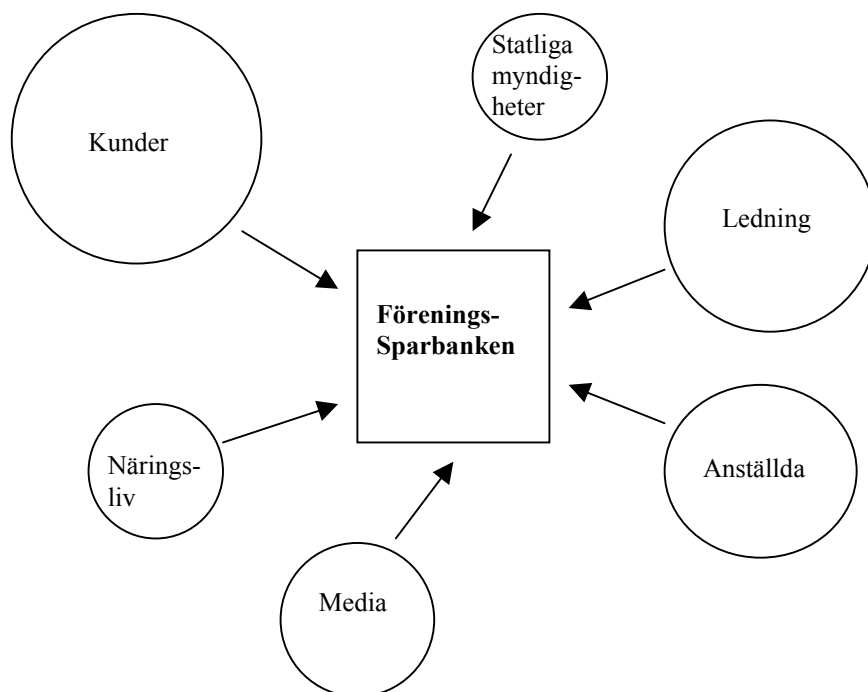 Statliga
myndig-
heter
Kunder
Ledning
Förenings-
Sparbanken
Närings-
liv
Anställda
Media